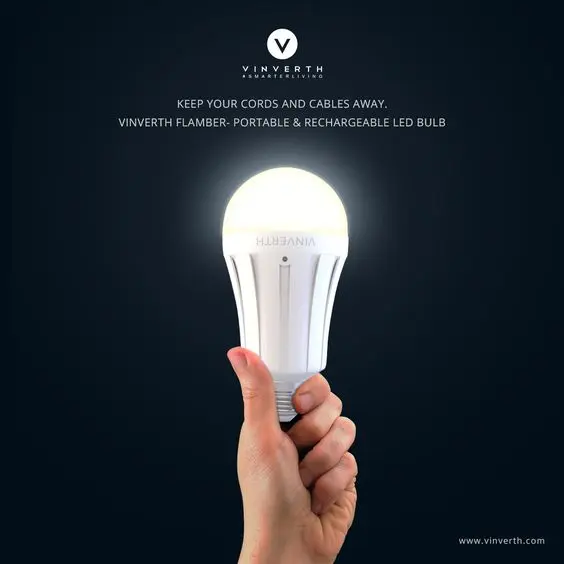 V
VINVERTH
#SMARTERLIVING
KEEP YOUR CORDS AND CABLES AWAY.
VINVERTH FLAMBER- PORTABLE & RECHARGEABLE LED BULB
VINVERTH
www.vinverth.com